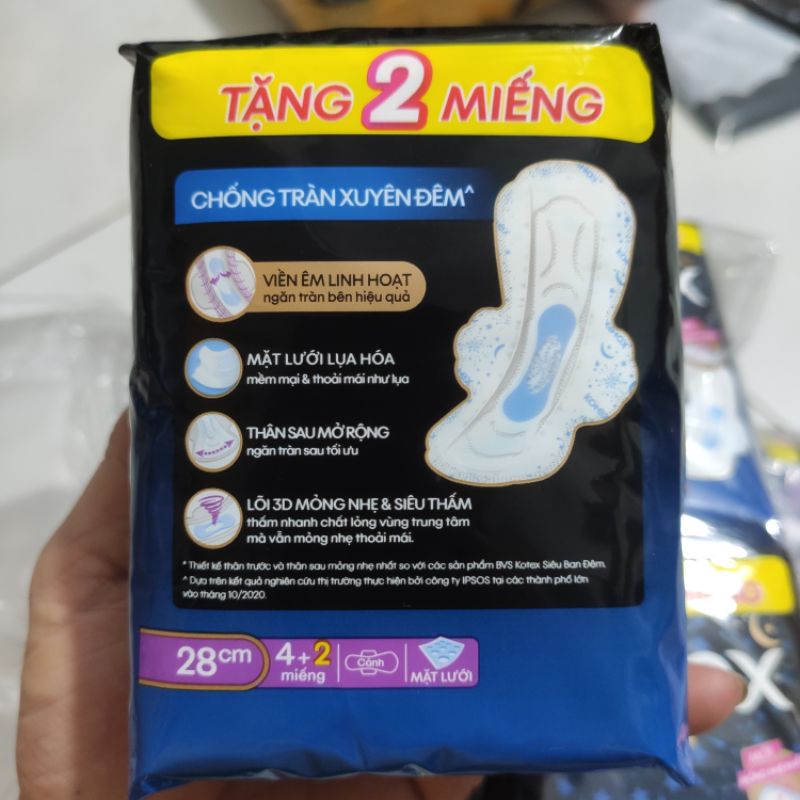 TẶNG 2 MIẾNG
CHỐNG TRÀN XUYÊN ĐÊM^
VIỀN ÊM LINH HOẠT
ngăn tràn bên hiệu quả
MẶT LƯỚI LỤA HÓA
mềm mại & thoải mái như lụa
THÂN SAU MỞ RỘNG
ngăn tràn sau tối ưu
LÕI 3D MỎNG NHẸ & SIÊU THẤM
thấm nhanh chất lỏng vùng trung tâm
mà vẫn mỏng nhẹ thoải mái.
* Thiết kế thân trước và thân sau mỏng nhẹ nhất so với các sản phẩm BVS Kotex Siêu Ban Đêm.
^ Dựa trên kết quả nghiên cứu thị trường thực hiện bởi công ty IPSOS tại các thành phố lớn
vào tháng 10/2020.
28cm
4+2
miếng
Cánh
MẶT LƯỚI